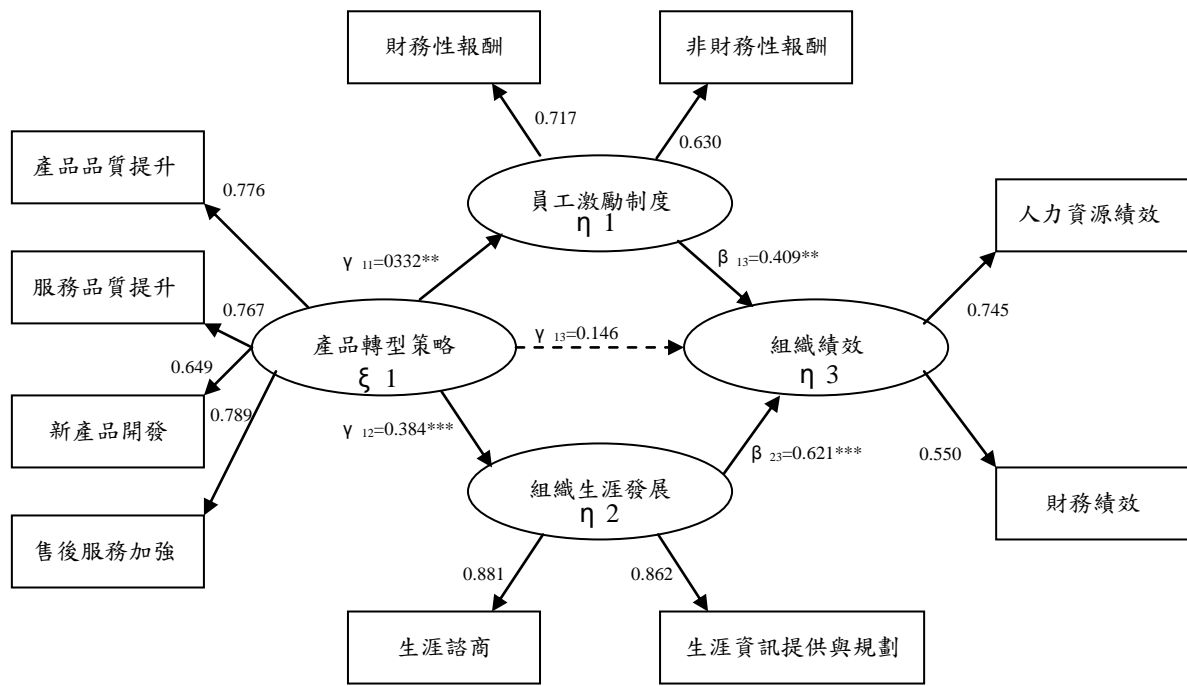 財務性報酬
非財務性報酬
0.717
0.630
產品品質提升
0.776
員工激勵制度
η 1
人力資源績效
服務品質提升
γ 11=0332**
β 13=0.409**
0.767
0.745
產品轉型策略
ξ 1
γ 13=0.146
組織績效
η 3
0.649
新產品開發
0.789
γ 12=0.384***
β 23=0.621***
0.550
組織生涯發展
η 2
財務績效
售後服務加強
0.881
0.862
生涯諮商
生涯資訊提供與規劃